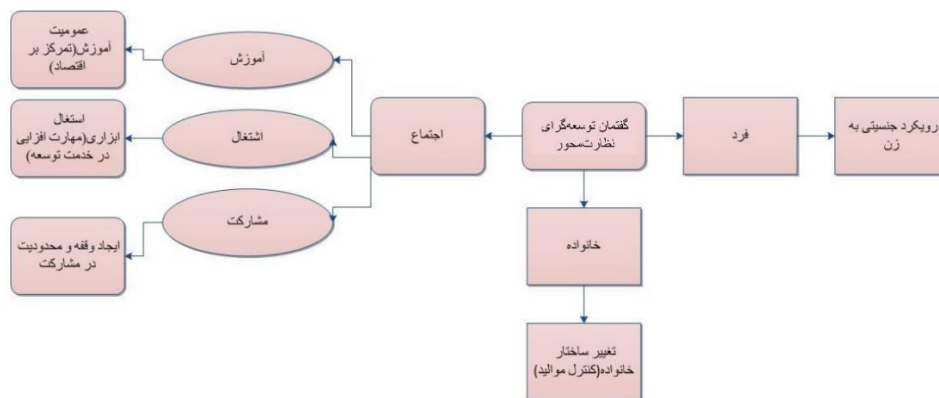 عمومیت
آموزش(تمرکز بر
اقتصاد)
آموزش
استغال
ابزاری(مهارت افزایی
در خدمت توسعه)
اشتغال
اجتماع
گفتمان توسعه‌گرای
نظارت‌محور
فرد
رویکرد جنسیتی به
زن
مشارکت
ایجاد وقفه و محدودیت
در مشارکت
خانواده
تغییر ساختار
خانواده(کنترل موالید)